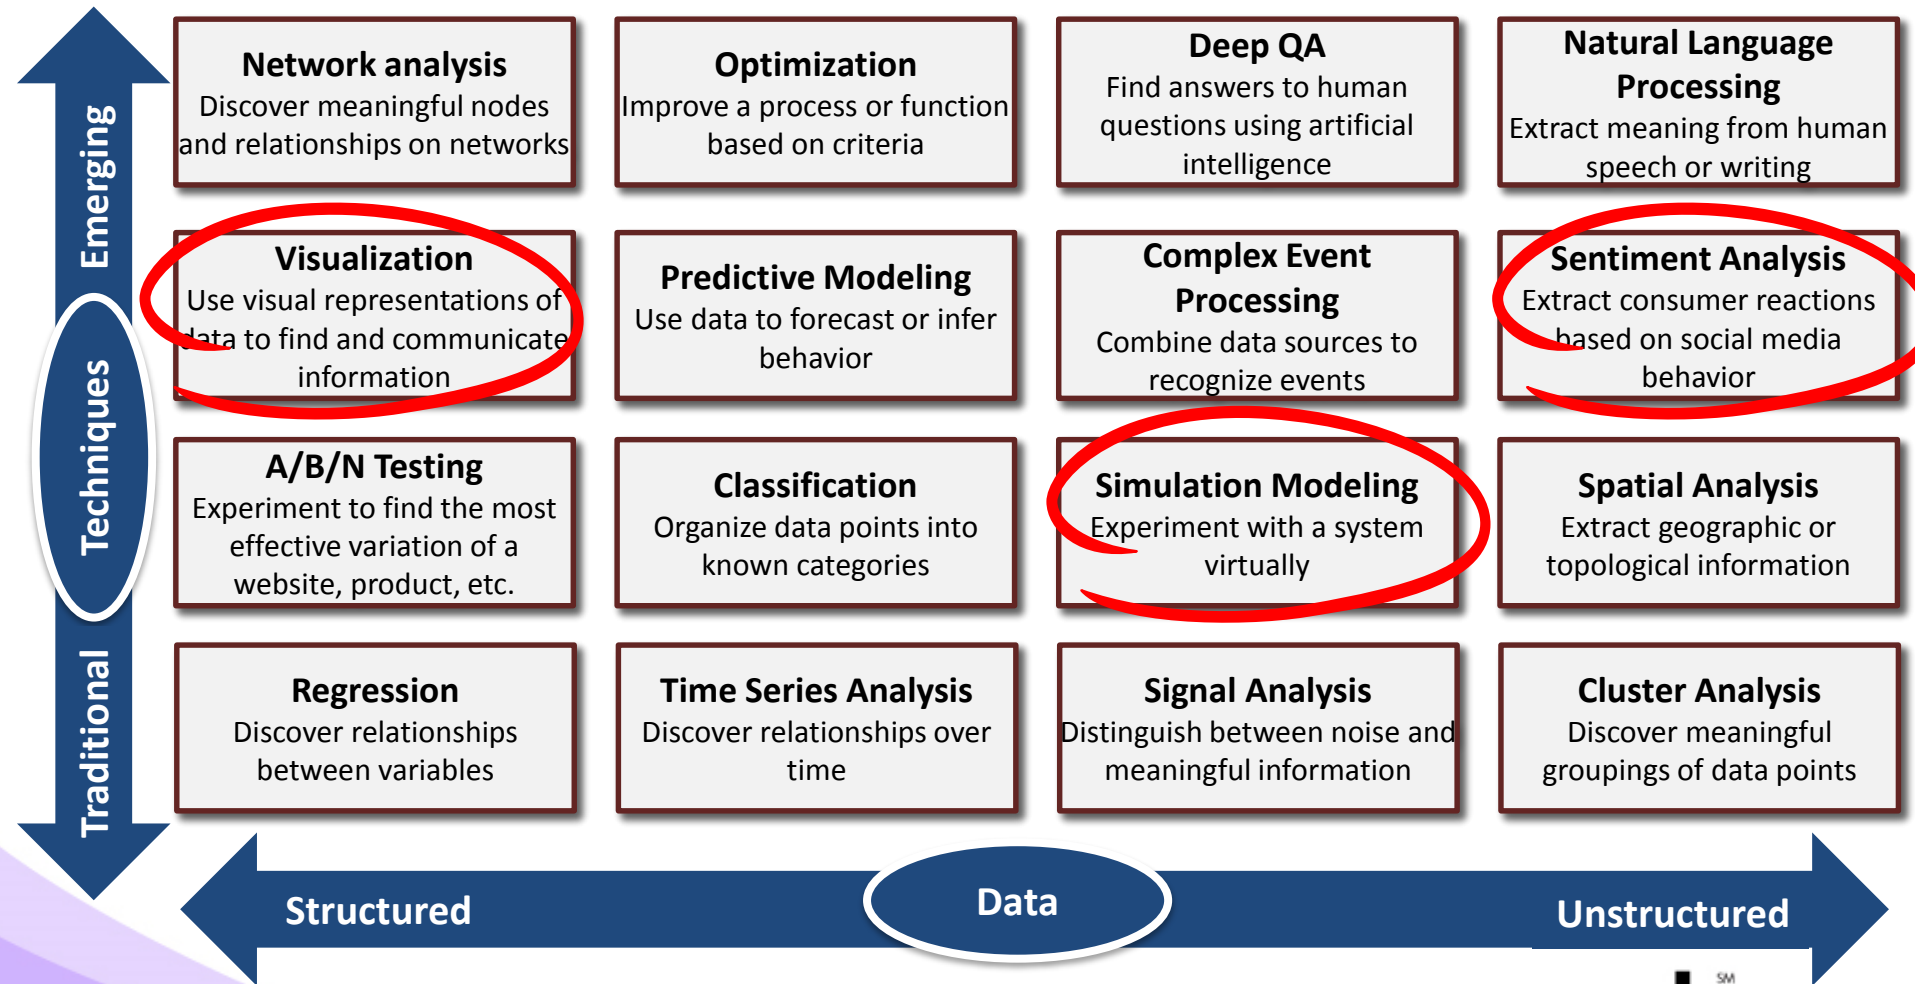 Emerging
Techniques
Traditional
Network analysis
Discover meaningful nodes
and relationships on networks
Optimization
Improve a process or function
based on criteria
Deep QA
Find answers to human
questions using artificial
intelligence
Natural Language
Processing
Extract meaning from human
speech or writing
Visualization
Use visual representations of
data to find and communicate
information
Predictive Modeling
Use data to forecast or infer
behavior
Complex Event
Processing
Combine data sources to
recognize events
Sentiment Analysis
Extract consumer reactions
based on social media
behavior
A/B/N Testing
Experiment to find the most
effective variation of a
website, product, etc.
Classification
Organize data points into
known categories
Simulation Modeling
Experiment with a system
virtually
Spatial Analysis
Extract geographic or
topological information
Regression
Discover relationships
between variables
Time Series Analysis
Discover relationships over
time
Signal Analysis
Distinguish between noise and
meaningful information
Cluster Analysis
Discover meaningful
groupings of data points
Structured
Data
Unstructured
SM